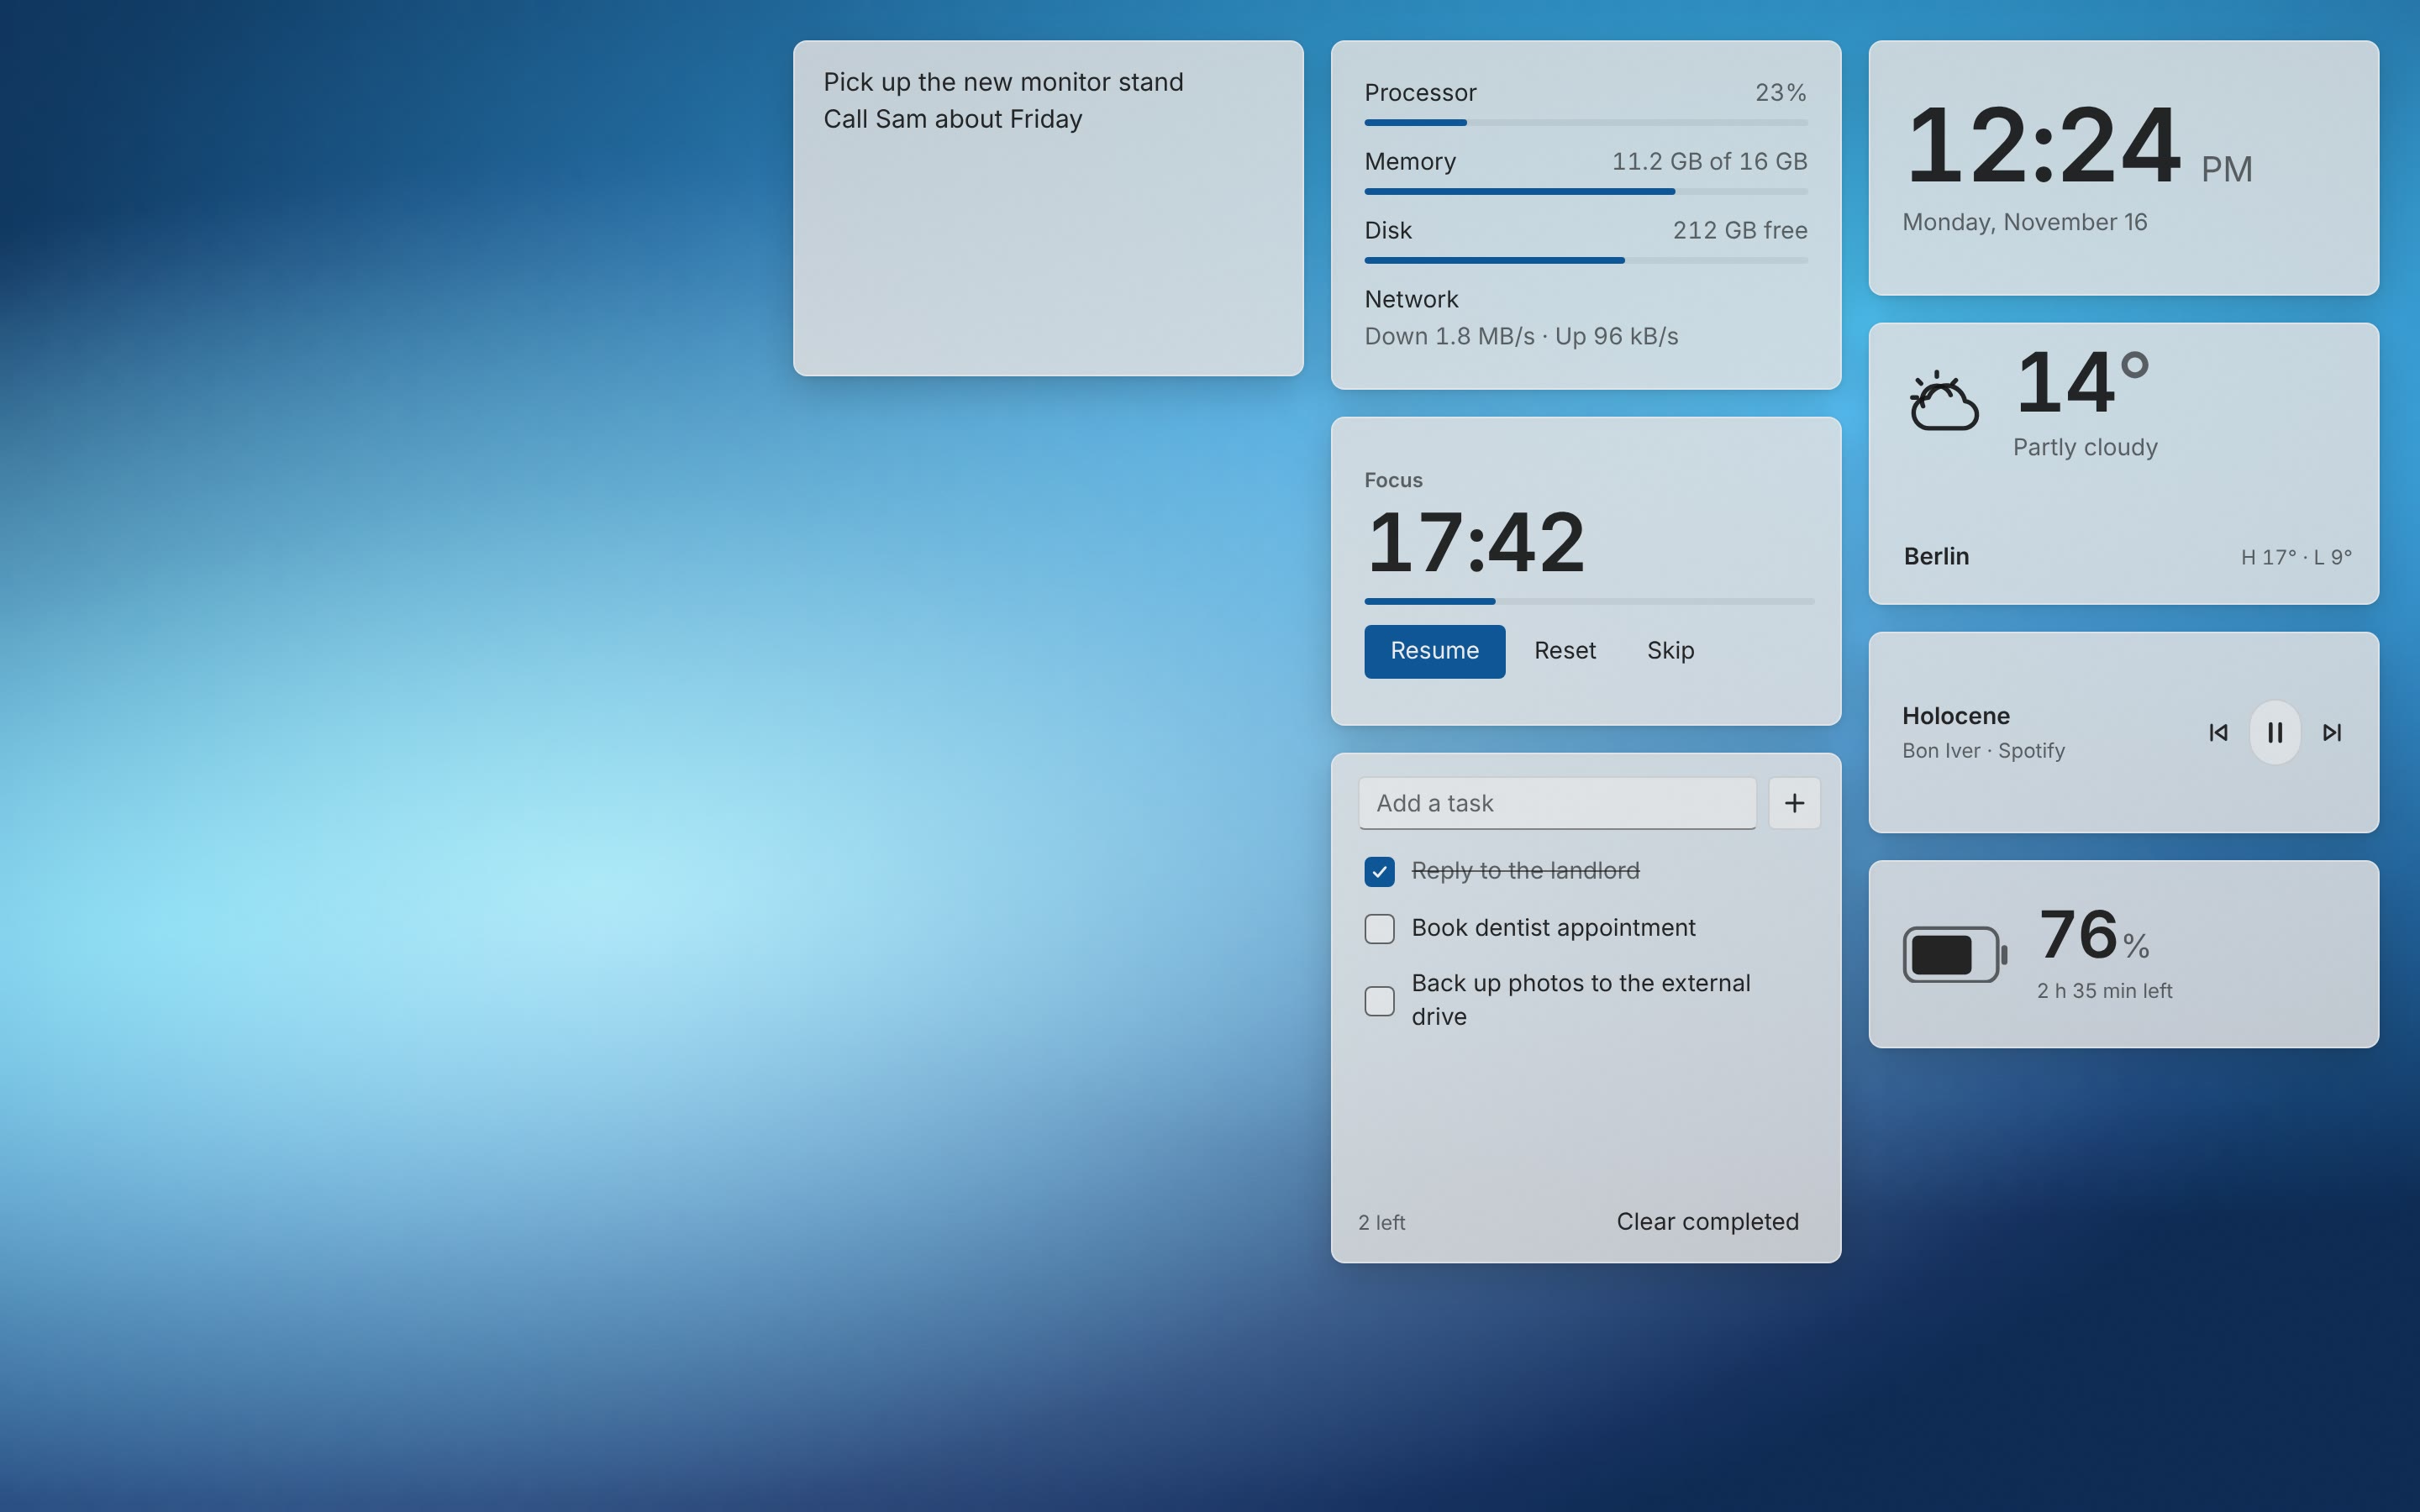 Pick up the new monitor stand
Call Sam about Friday
Processor 23%
Memory 11.2 GB of 16 GB
Disk 212 GB free
Network
Down 1.8 MB/s · Up 96 kB/s
Focus
17:42
Resume Reset Skip
Add a task
Reply to the landlord
Book dentist appointment
Back up photos to the external
drive
2 left Clear completed
12:24 PM
Monday, November 16
14°
Partly cloudy
Berlin H 17° · L 9°
Holocene
Bon Iver · Spotify
76%
2 h 35 min left